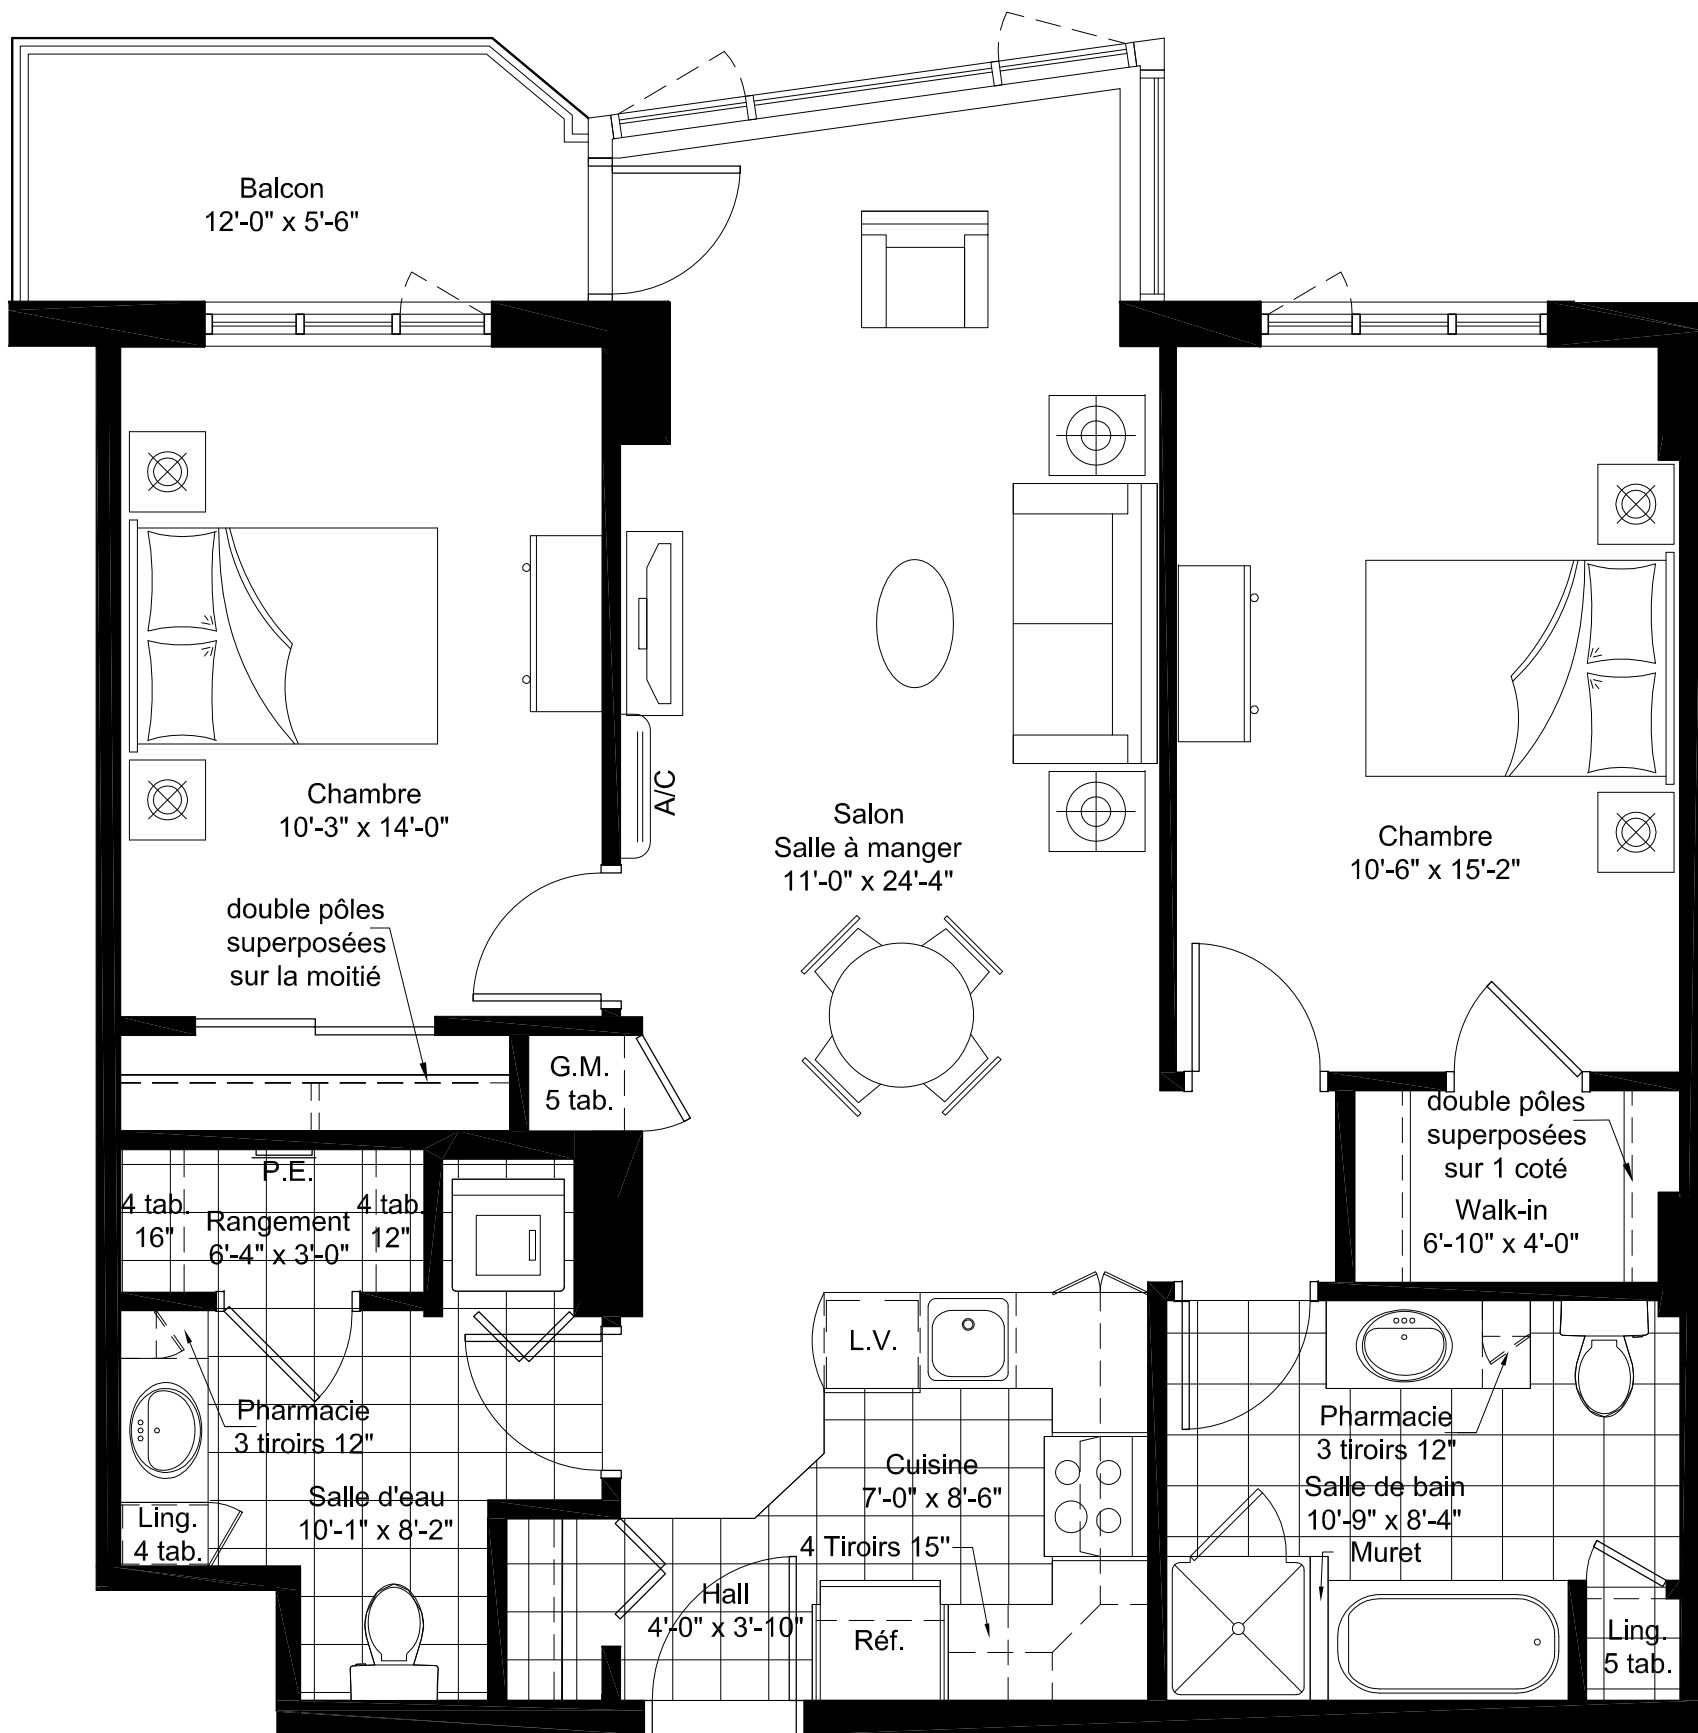 Balcon
12'-0" x 5'-6"
Chambre
10'-3" x 14'-0"
A/C
Salon
Salle à manger
11'-0" x 24'-4"
Chambre
10'-6" x 15'-2"
double pôles
superposées
sur la moitié
G.M.
5 tab.
double pôles
superposées
sur 1 coté
Walk-in
6'-10" x 4'-0"
P.E.
4 tab.
16"
Rangement
6'-4" x 3'-0"
4 tab.
12"
L.V.
Pharmacie
3 tiroirs 12"
Salle d'eau
10'-1" x 8'-2"
Ling.
4 tab.
Cuisine
7'-0" x 8'-6"
4 Tiroirs 15"
Hall
4'-0" x 3'-10"
Réf.
Pharmacie
3 tiroirs 12"
Salle de bain
10'-9" x 8'-4"
Muret
Ling.
5 tab.